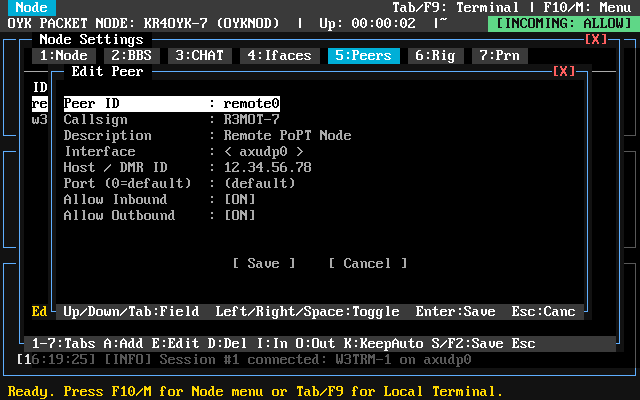 Node Tab/F9: Terminal | F10/M: Menu
OYK PACKET NODE: KR4OYK-7 (OYKNOD) | Up: 00:00:02 |~ [INCOMING: ALLOW]
Node Settings [X]
1:Node 2:BBS 3:CHAT 4:Ifaces 5:Peers 6:Rig 7:Prn
Edit Peer [X]
ID
re Peer ID : remote0
w3 Callsign : R3MOT-7
Description : Remote PoPT Node
Interface : < axudp0 >
Host / DMR ID : 12.34.56.78
Port (0=default) : (default)
Allow Inbound : [ON]
Allow Outbound : [ON]
[ Save ] [ Cancel ]
Ed Up/Down/Tab:Field Left/Right/Space:Toggle Enter:Save Esc:Canc
1-7:Tabs A:Add E:Edit D:Del I:In O:Out K:KeepAuto S/F2:Save Esc
[16:19:25] [INFO] Session #1 connected: W3TRM-1 on axudp0
Ready. Press F10/M for Node menu or Tab/F9 for Local Terminal.